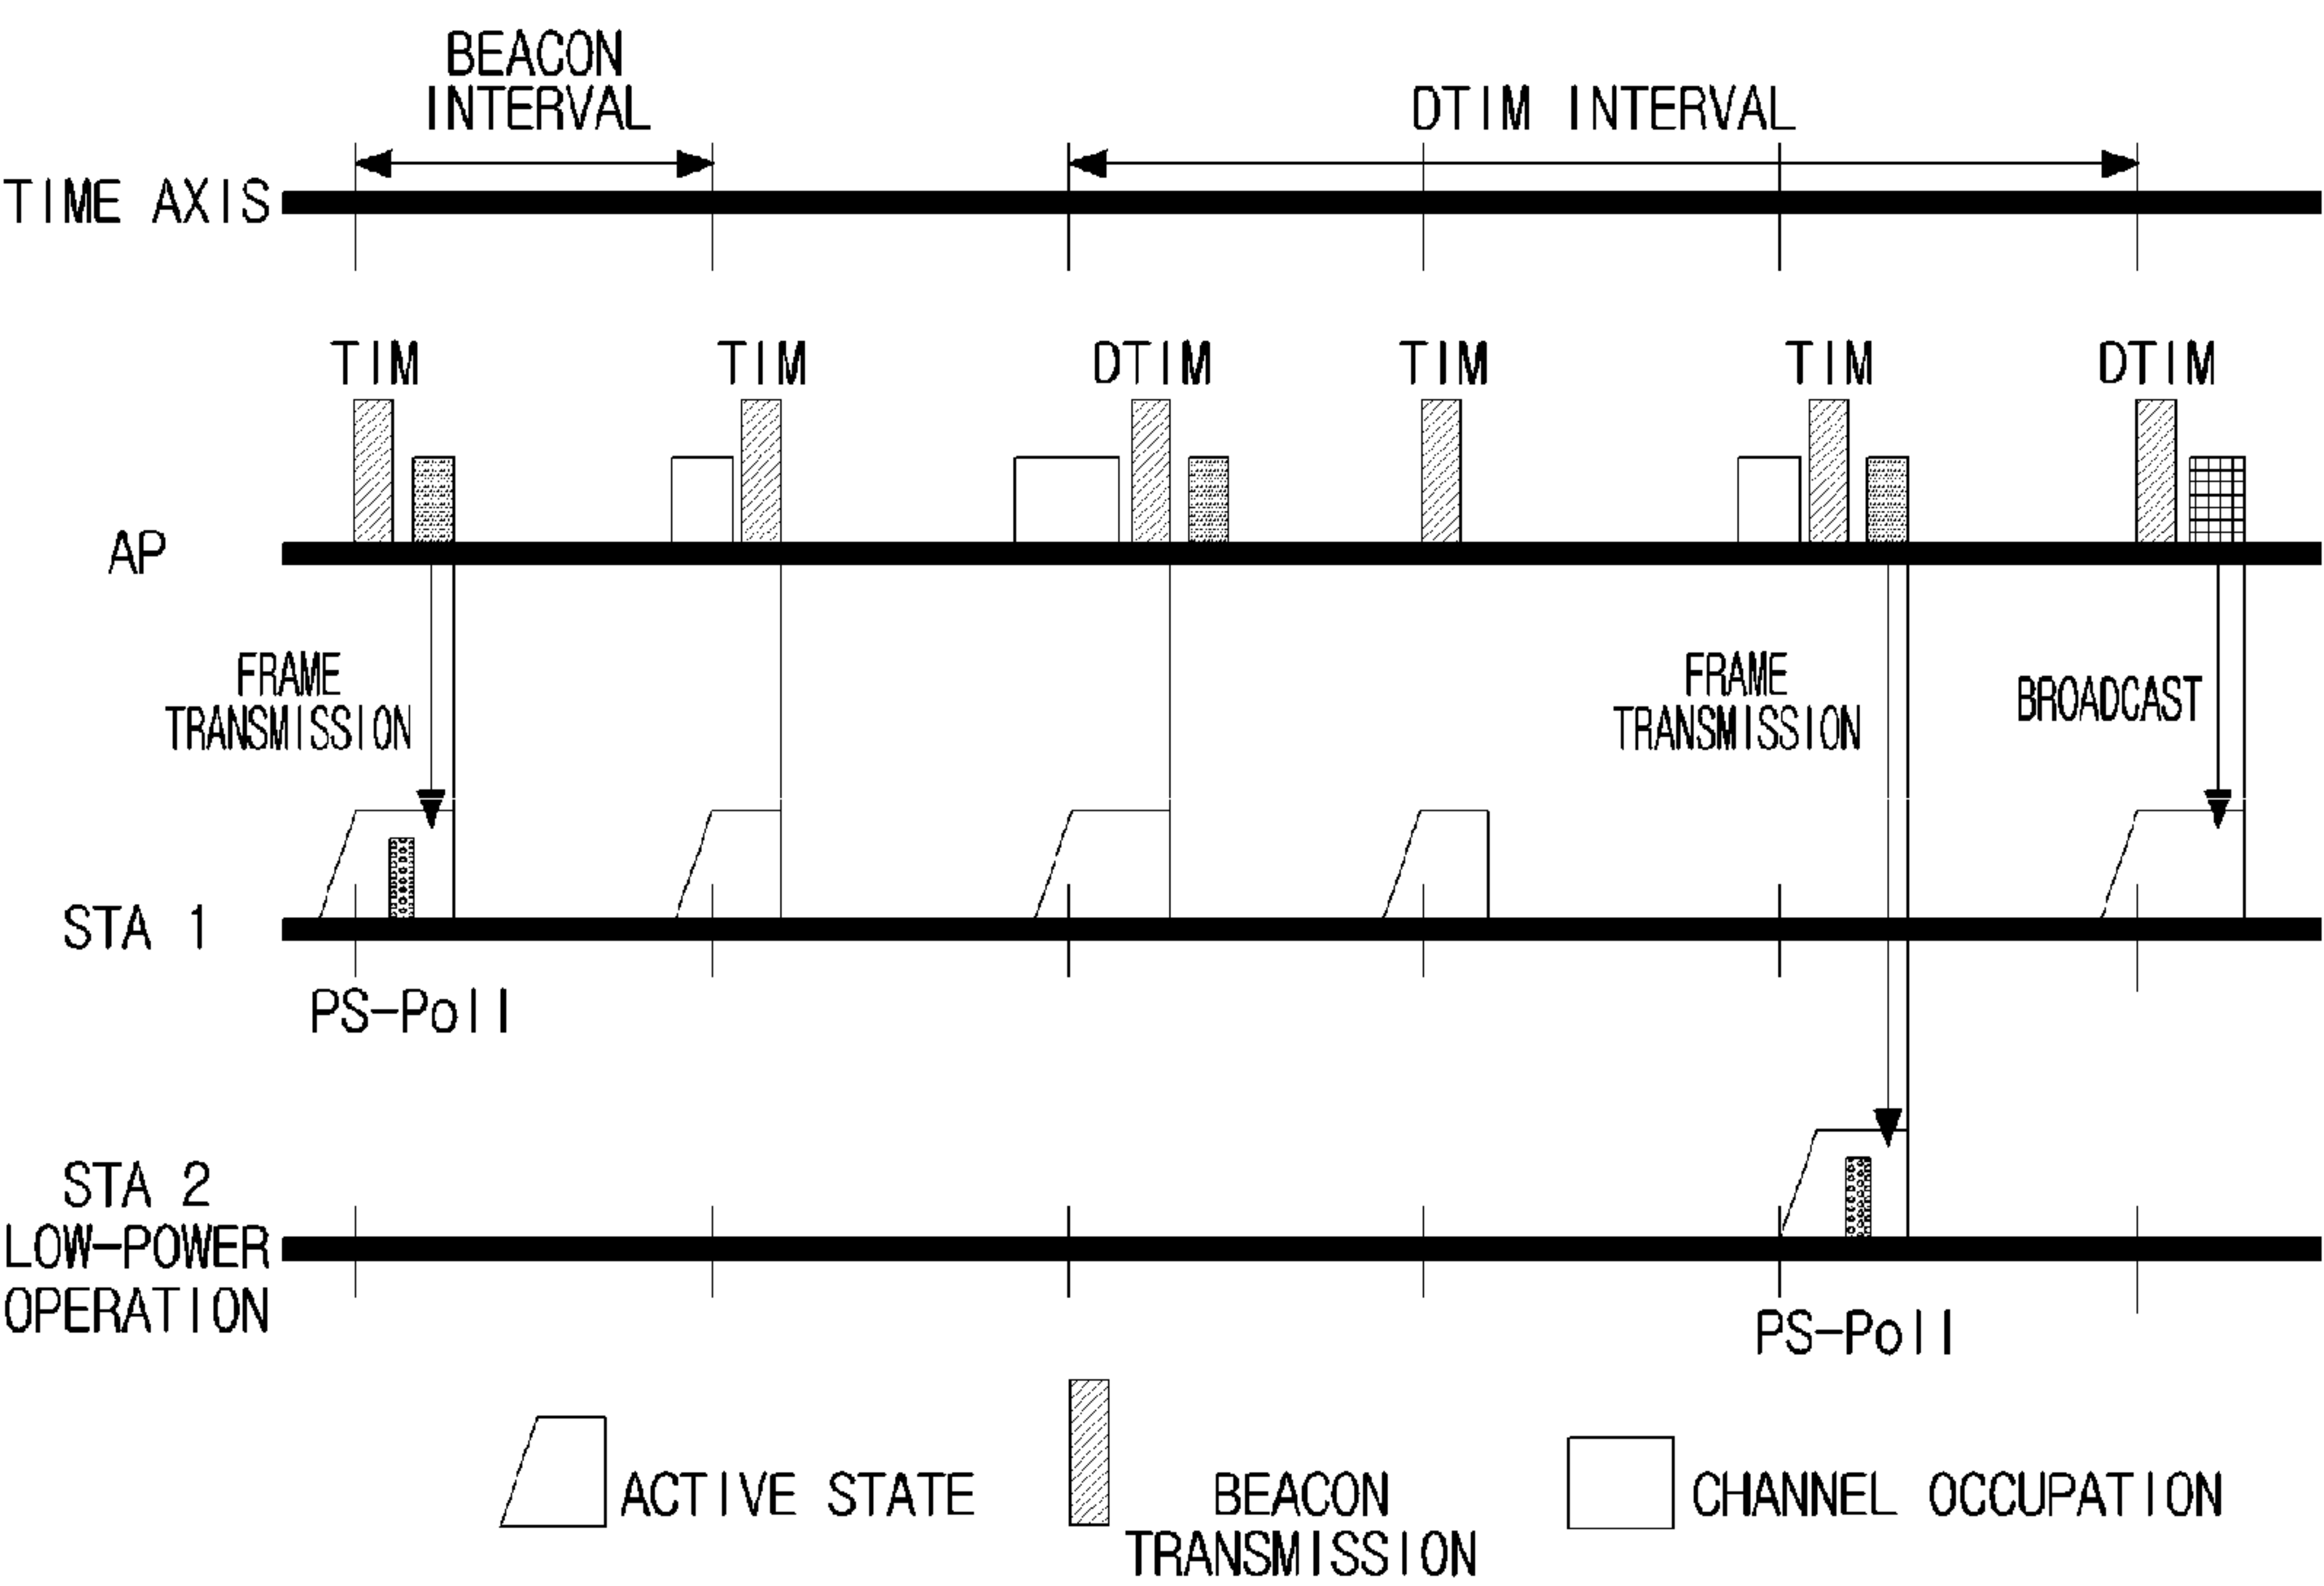 BEACON
INTERVAL
DTIM INTERVAL
TIME AXIS
TIM
TIM
DTIM
TIM
TIM
DTIM
AP
FRAME
TRANSMISSION
FRAME
TRANSMISSION
BROADCAST
STA 1
PS-Poll
STA 2
LOW-POWER
OPERATION
PS-Poll
ACTIVE STATE
BEACON
TRANSMISSION
CHANNEL OCCUPATION